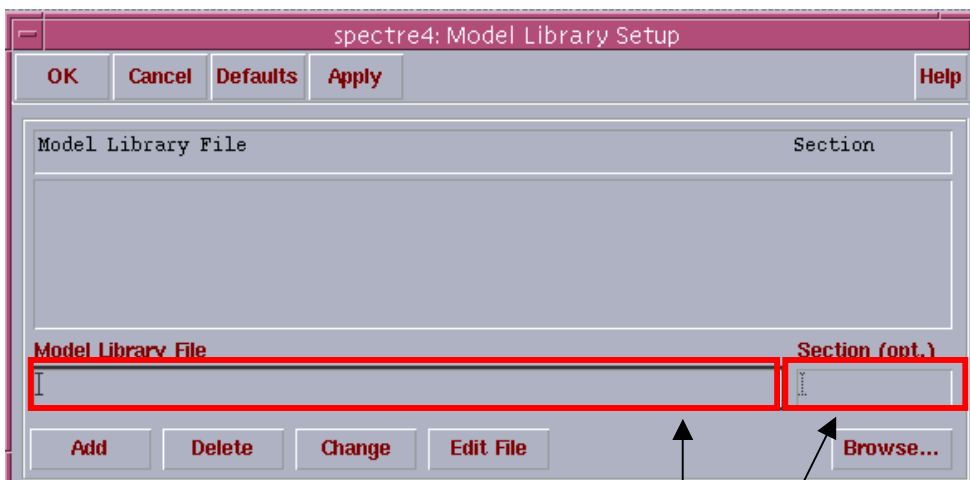 spectre4: Model Library Setup
OK Cancel Defaults Apply Help
Model Library File Section
Model Library File Section (opt.)
Add Delete Change Edit File Browse...